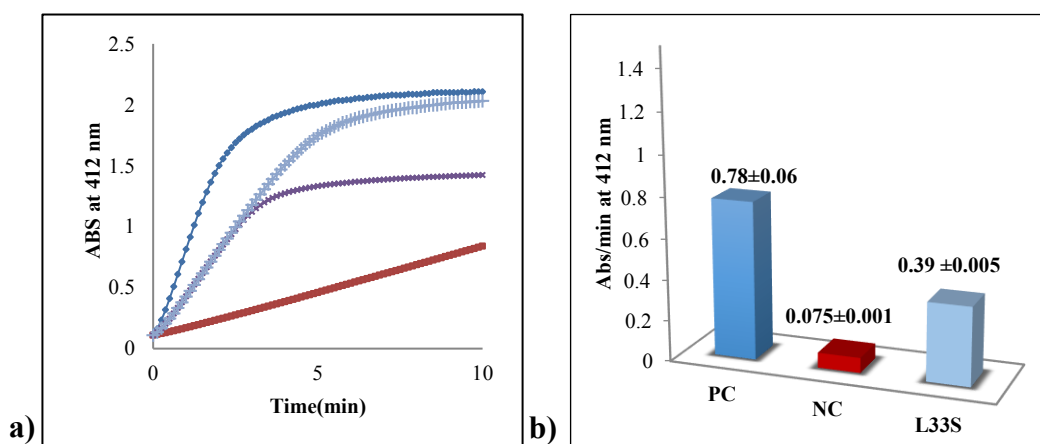 2.5
2
1.5
1
0.5
0
ABS at 412 nm
0
5
10
Time(min)
a)
1.4
1.2
1
0.8
0.6
0.4
0.2
0
Abs/min at 412 nm
0.78±0.06
0.075±0.001
0.39 ±0.005
PC
NC
L33S
b)